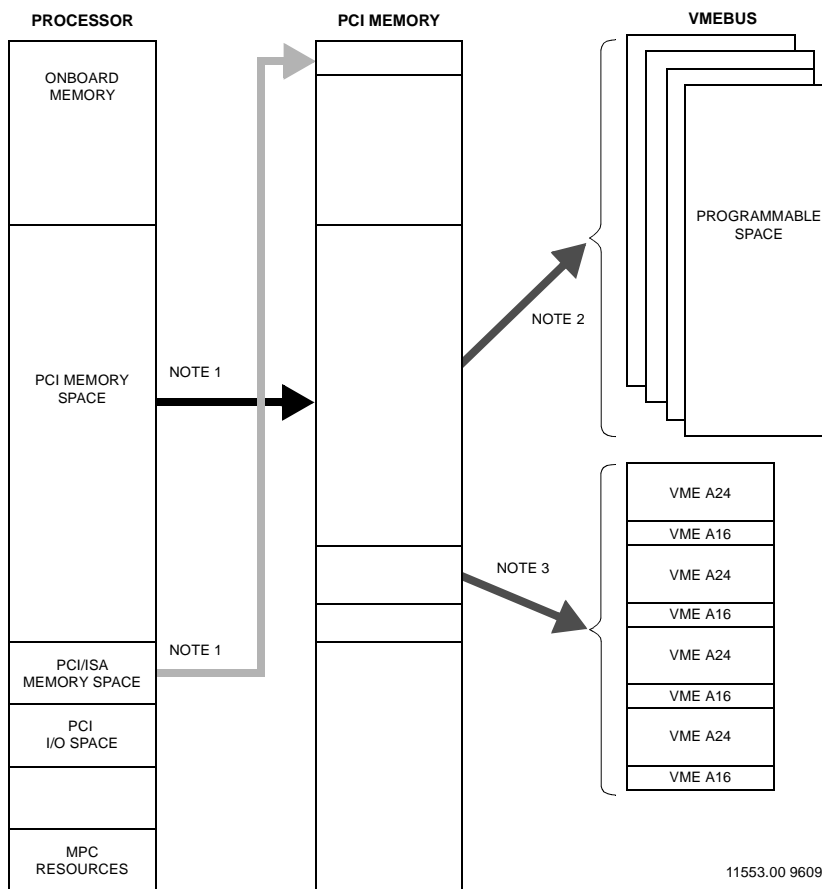 PROCESSOR
PCI MEMORY
VMEBUS
ONBOARD
MEMORY
PROGRAMMABLE
SPACE
NOTE 2
NOTE 1
PCI MEMORY
SPACE
VME A24
VME A16
VME A24
NOTE 3
VME A16
NOTE 1
VME A24
PCI/ISA
MEMORY SPACE
VME A16
PCI
I/O SPACE
VME A24
VME A16
MPC
RESOURCES
11553.00 9609